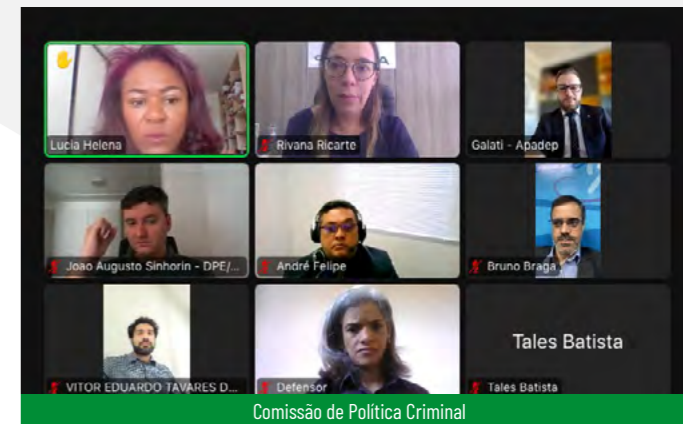 Lucia Helena
Rivana Ricarte
Galati - Apadep
Joao Augusto Sinhorin - DPE/...
André Felipe
Bruno Braga
Tales Batista
VITOR EDUARDO TAVARES D...
Defensor
Tales Batista
Comissão de Política Criminal